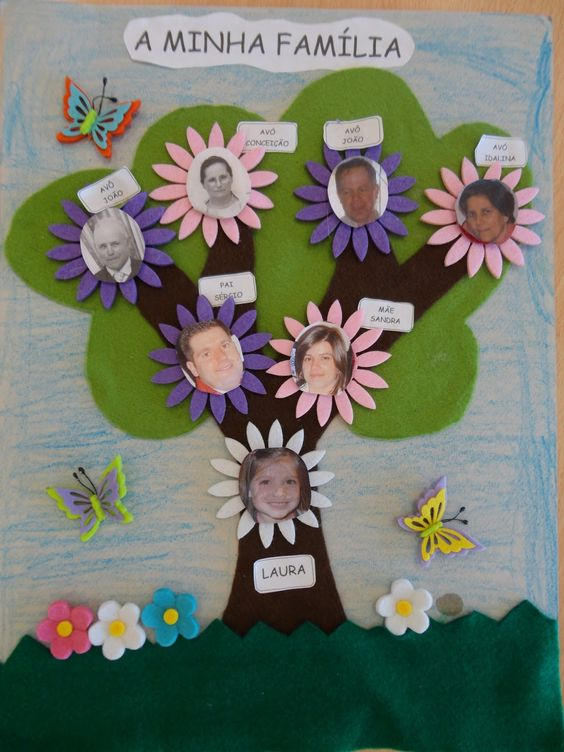 A MINHA FAMÍLIA
AVÓ
CONCEIÇÃO
AVÔ
JOÃO
AVÓ
IDALINA
AVÔ
JOÃO
PAI
SÉRGIO
MÃE
SANDRA
LAURA